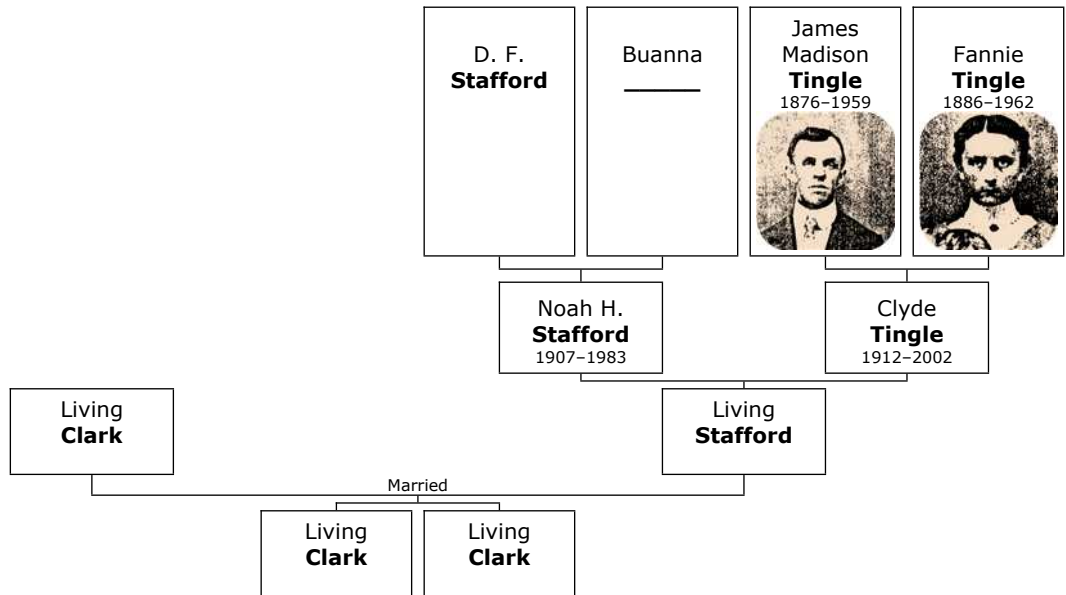 D. F.
Stafford
Buanna
______
James
Madison
Tingle
1876–1959
Fannie
Tingle
1886–1962
Noah H.
Stafford
1907–1983
Clyde
Tingle
1912–2002
Living
Clark
Living
Stafford
Married
Living
Clark
Living
Clark